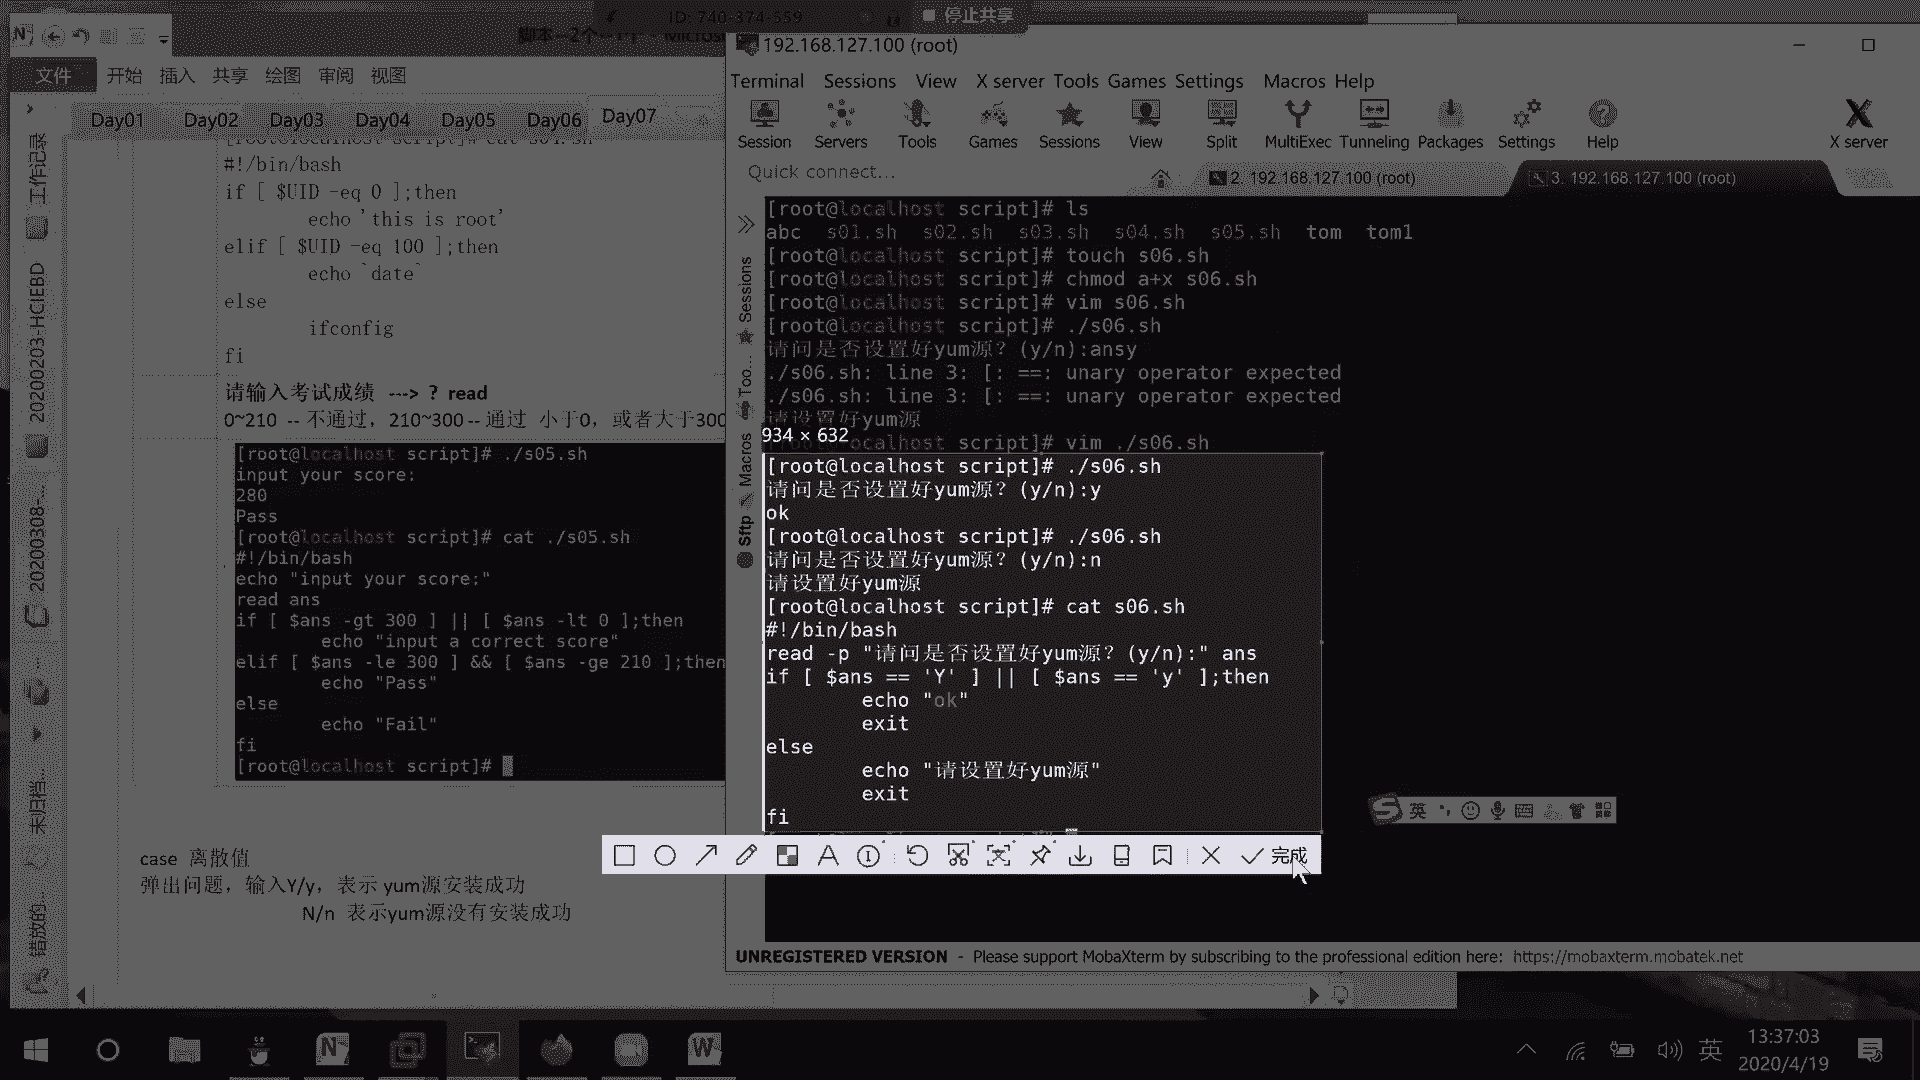 ID: 740-374-559
停止共享
192.168.127.100 (root)
文件 开始 插入 共享 绘图 审阅 视图
Terminal Sessions View X server Tools Games Settings Macros Help
Day01 Day02 Day03 Day04 Day05 Day06 Day07
Session Servers Tools Games Sessions View Split MultiExec Tunneling Packages Settings Help X server
Quick connect...
2. 192.168.127.100 (root)
3. 192.168.127.100 (root)
工作记录
20200203-HCIEBD
20200308-...
未归档...
错放的...
[root@localhost script]# cat s04.sh
#!/bin/bash
if [ $UID -eq 0 ];then
echo 'this is root'
elif [ $UID -eq 100 ];then
echo `date`
else
ifconfig
fi
请输入考试成绩 ---> ? read
0~210 -- 不通过，210~300 -- 通过 小于0，或者大于300
[root@localhost script]# ./s05.sh
input your score:
280
Pass
[root@localhost script]# cat ./s05.sh
#!/bin/bash
echo "input your score:"
read ans
if [ $ans -gt 300 ] || [ $ans -lt 0 ];then
echo "input a correct score"
elif [ $ans -le 300 ] && [ $ans -ge 210 ];then
echo "Pass"
else
echo "Fail"
fi
[root@localhost script]#
case 离散值
弹出问题，输入Y/y，表示 yum源安装成功
N/n 表示yum源没有安装成功
Sessions
Too...
Macros
Sftp
[root@localhost script]# ls
abc s01.sh s02.sh s03.sh s04.sh s05.sh tom tom1
[root@localhost script]# touch s06.sh
[root@localhost script]# chmod a+x s06.sh
[root@localhost script]# vim s06.sh
[root@localhost script]# ./s06.sh
请问是否设置好yum源？(y/n):ansy
./s06.sh: line 3: [: ==: unary operator expected
./s06.sh: line 3: [: ==: unary operator expected
请设置好yum源
934 × 632
[root@localhost script]# vim ./s06.sh
[root@localhost script]# ./s06.sh
请问是否设置好yum源？(y/n):y
ok
[root@localhost script]# ./s06.sh
请问是否设置好yum源？(y/n):n
请设置好yum源
[root@localhost script]# cat s06.sh
#!/bin/bash
read -p "请问是否设置好yum源？(y/n):" ans
if [ $ans == 'Y' ] || [ $ans == 'y' ];then
echo "ok"
exit
else
echo "请设置好yum源"
exit
fi
完成
英
UNREGISTERED VERSION - Please support MobaXterm by subscribing to the professional edition here: https://mobaxterm.mobatek.net
英
13:37:03
2020/4/19